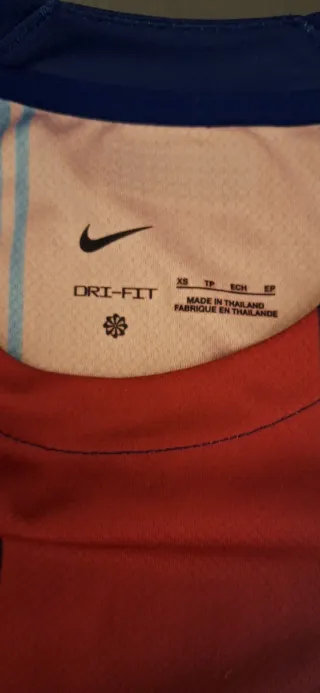 DRI-FIT
XS TP ECH EP
MADE IN THAILAND
FABRIQUE EN THAILANDE